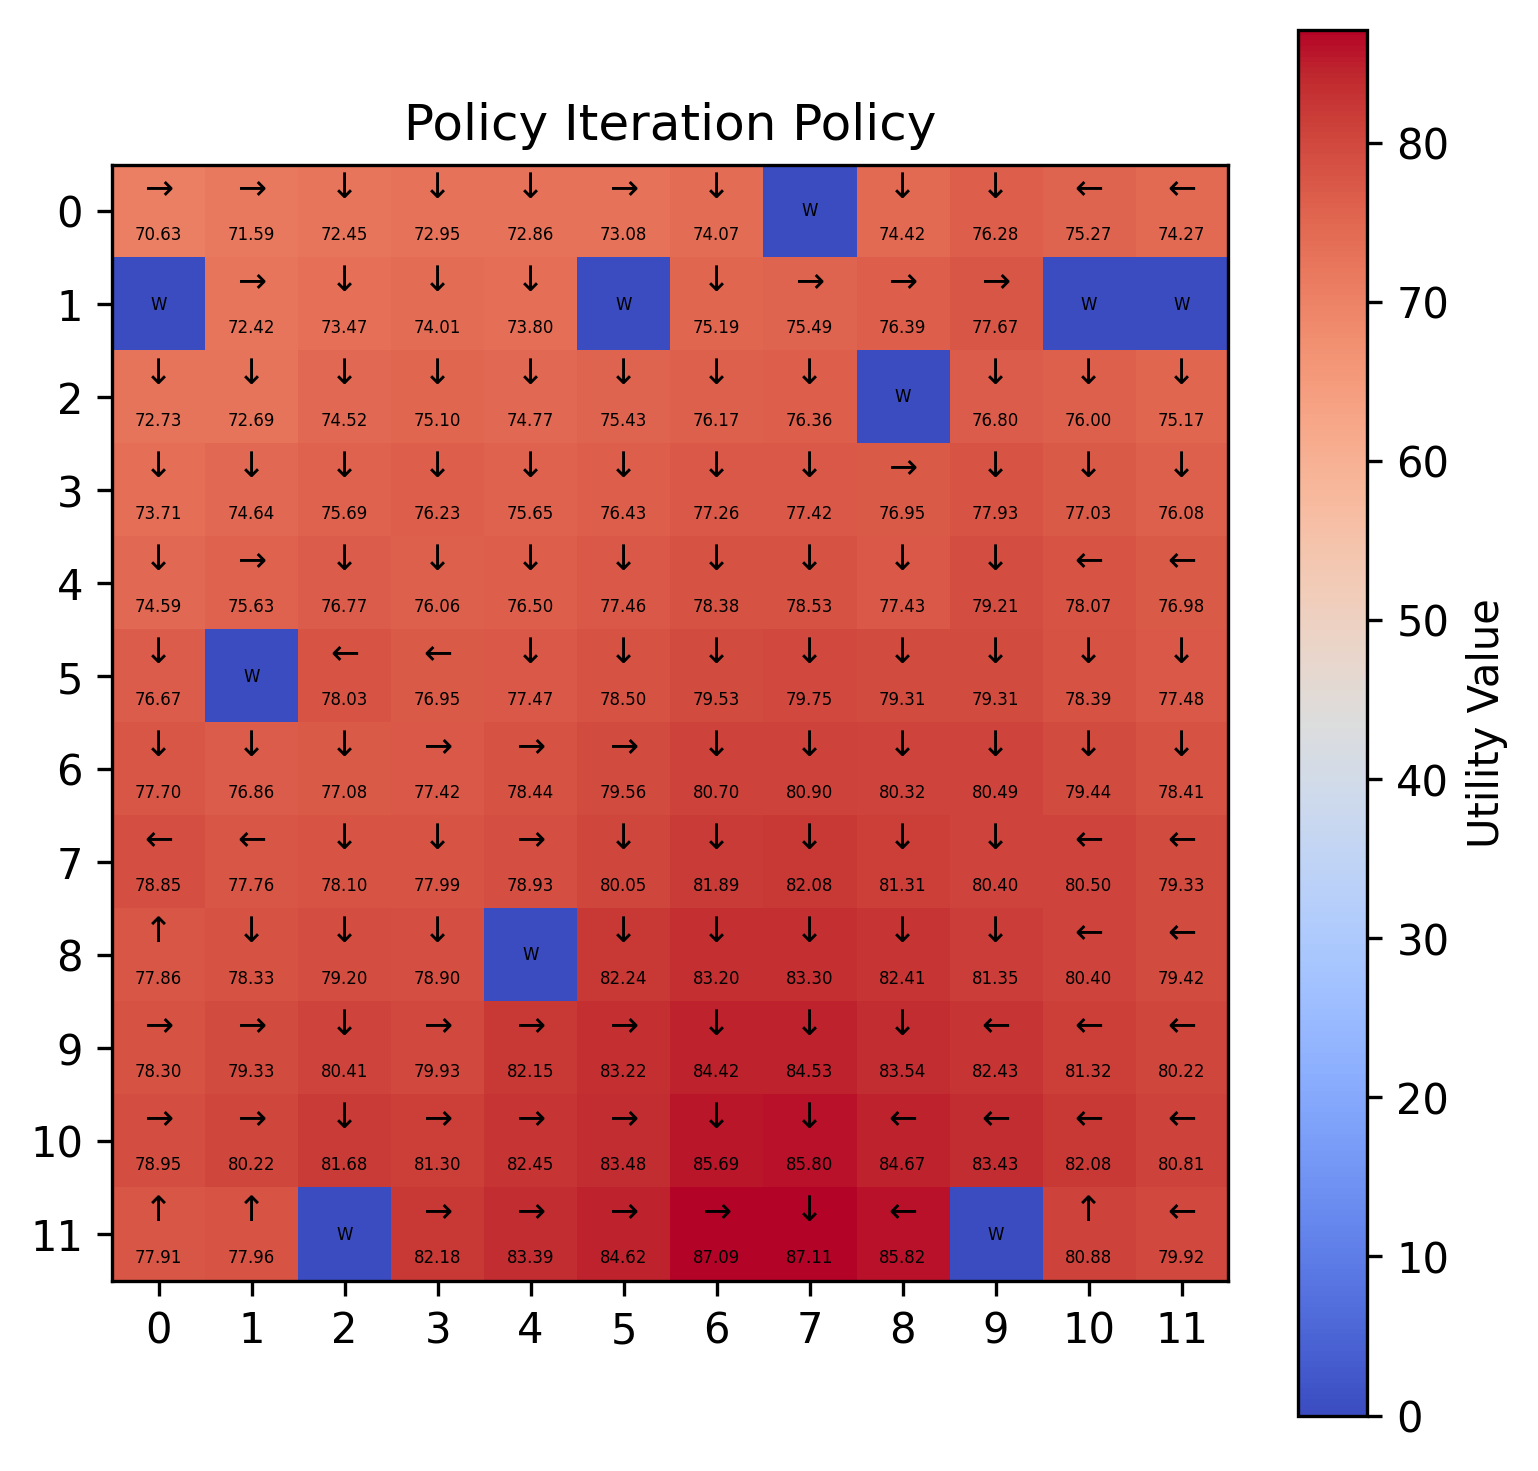 Policy Iteration Policy
0 → → ↓ ↓ ↓ → ↓ W ↓ ↓ ← ← 80
70.63 71.59 72.45 72.95 72.86 73.08 74.07 74.42 76.28 75.27 74.27
1 W → ↓ ↓ ↓ W ↓ → → → W W 70
72.42 73.47 74.01 73.80 75.19 75.49 76.39 77.67
2 ↓ ↓ ↓ ↓ ↓ ↓ ↓ ↓ W ↓ ↓ ↓
72.73 72.69 74.52 75.10 74.77 75.43 76.17 76.36 76.80 76.00 75.17
3 ↓ ↓ ↓ ↓ ↓ ↓ ↓ ↓ → ↓ ↓ ↓ 60
73.71 74.64 75.69 76.23 75.65 76.43 77.26 77.42 76.95 77.93 77.03 76.08
4 ↓ → ↓ ↓ ↓ ↓ ↓ ↓ ↓ ↓ ← ←
74.59 75.63 76.77 76.06 76.50 77.46 78.38 78.53 77.43 79.21 78.07 76.98
50
5 ↓ W ← ← ↓ ↓ ↓ ↓ ↓ ↓ ↓ ↓
76.67 78.03 76.95 77.47 78.50 79.53 79.75 79.31 79.31 78.39 77.48
Utility Value
6 ↓ ↓ ↓ → → → ↓ ↓ ↓ ↓ ↓ ↓ 40
77.70 76.86 77.08 77.42 78.44 79.56 80.70 80.90 80.32 80.49 79.44 78.41
7 ← ← ↓ ↓ → ↓ ↓ ↓ ↓ ↓ ← ←
78.85 77.76 78.10 77.99 78.93 80.05 81.89 82.08 81.31 80.40 80.50 79.33
8 ↑ ↓ ↓ ↓ W ↓ ↓ ↓ ↓ ↓ ← ← 30
77.86 78.33 79.20 78.90 82.24 83.20 83.30 82.41 81.35 80.40 79.42
9 → → ↓ → → → ↓ ↓ ↓ ← ← ←
78.30 79.33 80.41 79.93 82.15 83.22 84.42 84.53 83.54 82.43 81.32 80.22
20
10 → → ↓ → → → ↓ ↓ ← ← ← ←
78.95 80.22 81.68 81.30 82.45 83.48 85.69 85.80 84.67 83.43 82.08 80.81
11 ↑ ↑ W → → → → ↓ ← W ↑ ← 10
77.91 77.96 82.18 83.39 84.62 87.09 87.11 85.82 80.88 79.92
0 1 2 3 4 5 6 7 8 9 10 11
0